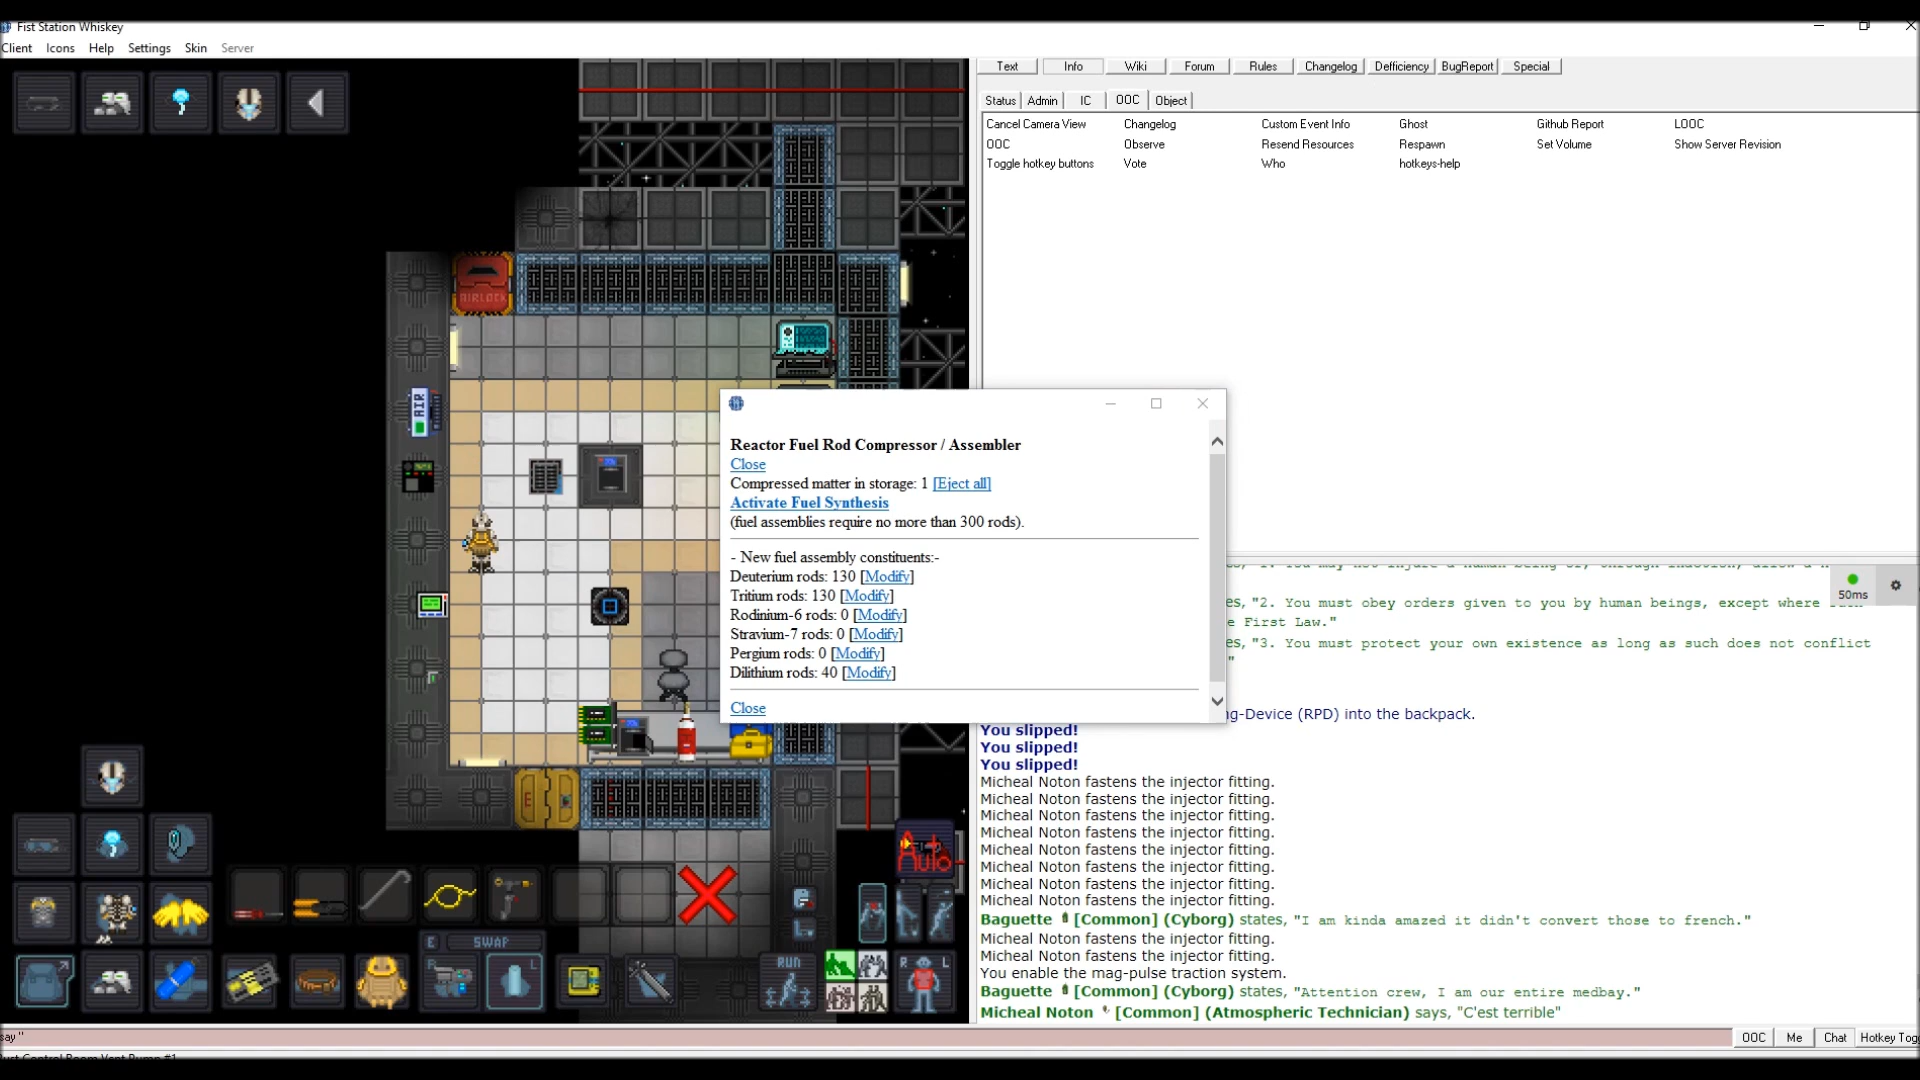 Fist Station Whiskey
Client Icons Help Settings Skin Server
Text Info Wiki Forum Rules Changelog Defficiency BugReport Special
Status Admin IC OOC Object
Cancel Camera View Changelog Custom Event Info Ghost Github Report LOOC
OOC Observe Resend Resources Respawn Set Volume Show Server Revision
Toggle hotkey buttons Vote Who hotkeys-help
AIRLOCK
AIR
Reactor Fuel Rod Compressor / Assembler
Close
Compressed matter in storage: 1 [Eject all]
Activate Fuel Synthesis
(fuel assemblies require no more than 300 rods).
- New fuel assembly constituents:-
Deuterium rods: 130 [Modify]
Tritium rods: 130 [Modify]
Rodinium-6 rods: 0 [Modify]
Stravium-7 rods: 0 [Modify]
Pergium rods: 0 [Modify]
Dilithium rods: 40 [Modify]
Close
50ms
es, "2. You must obey orders given to you by human beings, except where
e First Law."
es, "3. You must protect your own existence as long as such does not conflict
"
ng-Device (RPD) into the backpack.
You slipped!
You slipped!
You slipped!
Micheal Noton fastens the injector fitting.
Micheal Noton fastens the injector fitting.
Micheal Noton fastens the injector fitting.
Micheal Noton fastens the injector fitting.
Micheal Noton fastens the injector fitting.
Micheal Noton fastens the injector fitting.
Micheal Noton fastens the injector fitting.
Micheal Noton fastens the injector fitting.
Baguette [Common] (Cyborg) states, "I am kinda amazed it didn't convert those to french."
Micheal Noton fastens the injector fitting.
Micheal Noton fastens the injector fitting.
You enable the mag-pulse traction system.
Baguette [Common] (Cyborg) states, "Attention crew, I am our entire medbay."
Micheal Noton [Common] (Atmospheric Technician) says, "C'est terrible"
E
Auto
E SWAP
R L
RUN
R L
say "
OOC Me Chat Hotkey Togg